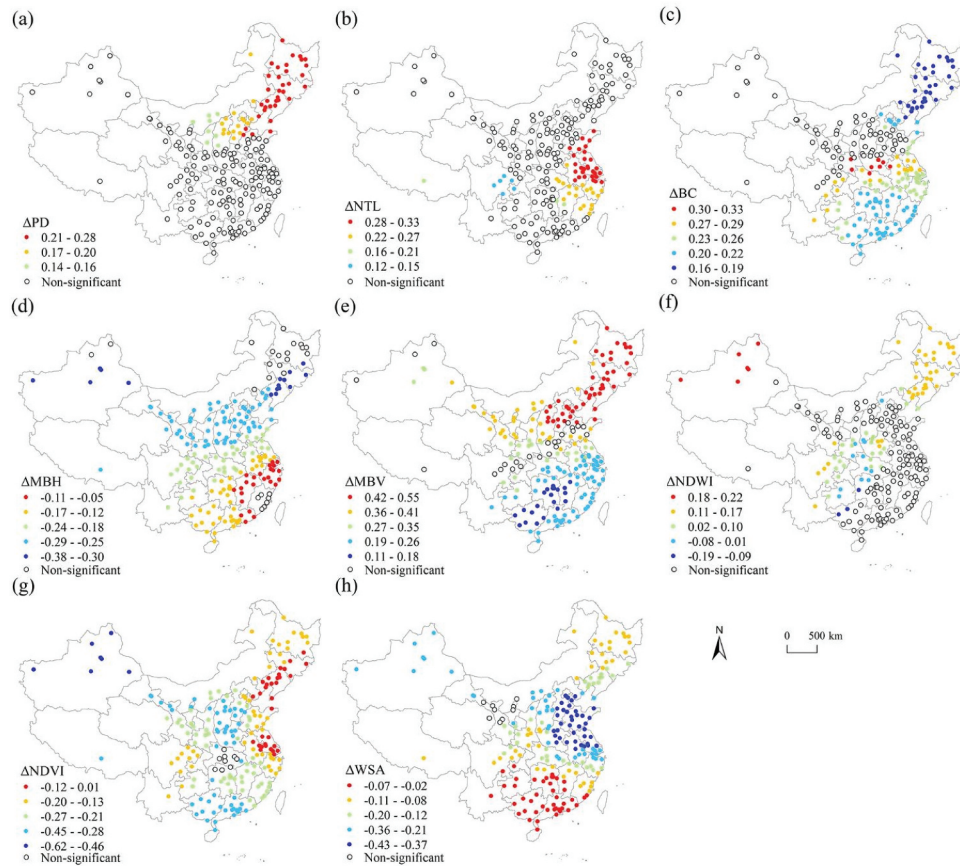 (a)
(b)
(c)
ΔPD
0.21 - 0.28
0.17 - 0.20
0.14 - 0.16
Non-significant
ΔNTL
0.28 - 0.33
0.22 - 0.27
0.16 - 0.21
0.12 - 0.15
Non-significant
ΔBC
0.30 - 0.33
0.27 - 0.29
0.23 - 0.26
0.20 - 0.22
0.16 - 0.19
Non-significant
(d)
(e)
(f)
ΔMBH
-0.11 - -0.05
-0.17 - -0.12
-0.24 - -0.18
-0.29 - -0.25
-0.38 - -0.30
Non-significant
ΔMBV
0.42 - 0.55
0.36 - 0.41
0.27 - 0.35
0.19 - 0.26
0.11 - 0.18
Non-significant
ΔNDWI
0.18 - 0.22
0.11 - 0.17
0.02 - 0.10
-0.08 - 0.01
-0.19 - -0.09
Non-significant
(g)
(h)
ΔNDVI
-0.12 - 0.01
-0.20 - -0.13
-0.27 - -0.21
-0.45 - -0.28
-0.62 - -0.46
Non-significant
ΔWSA
-0.07 - -0.02
-0.11 - -0.08
-0.20 - -0.12
-0.36 - -0.21
-0.43 - -0.37
Non-significant
N
0 500 km